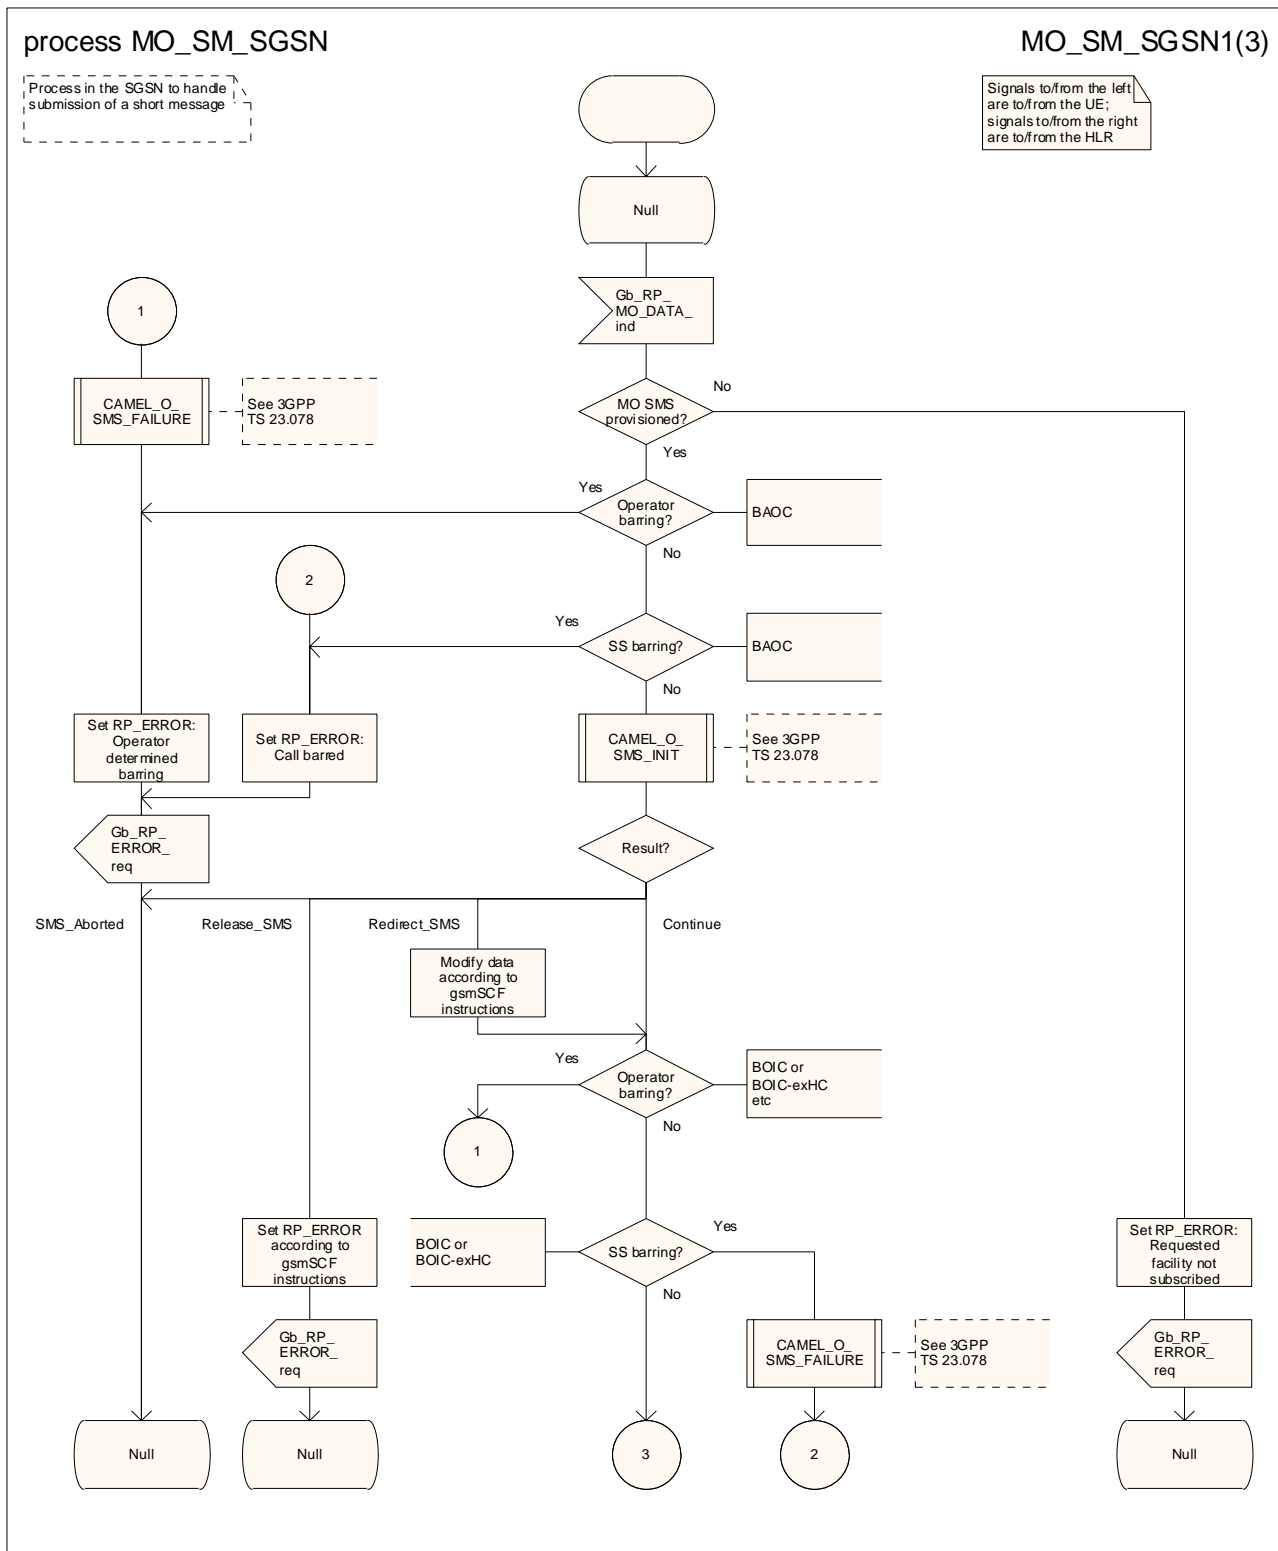 process MO_SM_SGSN
MO_SM_SGSN1(3)
Process in the SGSN to handle
submission of a short message
Signals to/from the left
are to/from the UE;
signals to/from the right
are to/from the HLR
Null
Gb_RP_
MO_DATA_
ind
1
CAMEL_O_
SMS_FAILURE
See 3GPP
TS 23.078
MO SMS
provisioned?
No
Yes
Yes
Operator
barring?
BAOC
No
2
Yes
SS barring?
BAOC
No
Set RP_ERROR:
Operator
determined
barring
Set RP_ERROR:
Call barred
CAMEL_O_
SMS_INIT
See 3GPP
TS 23.078
Gb_RP_
ERROR_
req
Result?
SMS_Aborted
Release_SMS
Redirect_SMS
Continue
Modify data
according to
gsmSCF
instructions
Yes
Operator
barring?
BOIC or
BOIC-exHC
etc
No
1
Set RP_ERROR
according to
gsmSCF
instructions
BOIC or
BOIC-exHC
SS barring?
Yes
No
Set RP_ERROR:
Requested
facility not
subscribed
Gb_RP_
ERROR_
req
CAMEL_O_
SMS_FAILURE
See 3GPP
TS 23.078
Gb_RP_
ERROR_
req
Null
Null
3
2
Null